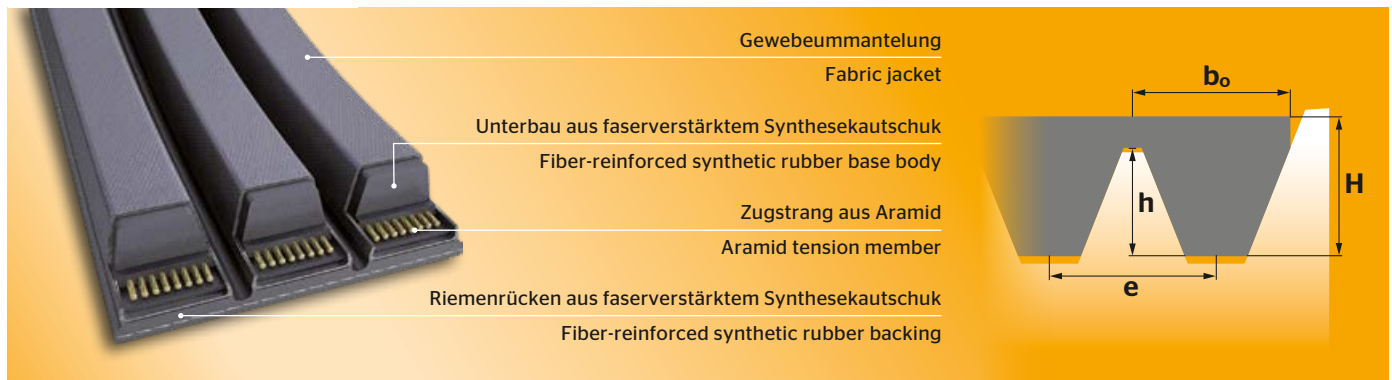 Gewebeummantelung
Fabric jacket
Unterbau aus faserverstärktem Synthesekautschuk
Fiber-reinforced synthetic rubber base body
Zugstrang aus Aramid
Aramid tension member
Riemenrücken aus faserverstärktem Synthesekautschuk
Fiber-reinforced synthetic rubber backing
bo
h
H
e